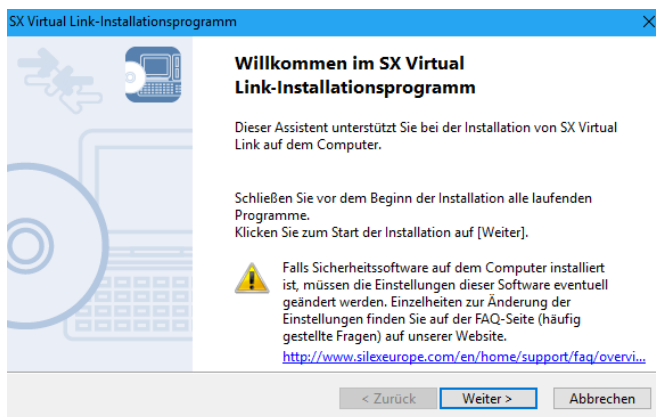 SX Virtual Link-Installationsprogramm
Willkommen im SX Virtual
Link-Installationsprogramm
Dieser Assistent unterstützt Sie bei der Installation von SX Virtual
Link auf dem Computer.
Schließen Sie vor dem Beginn der Installation alle laufenden
Programme.
Klicken Sie zum Start der Installation auf [Weiter].
Falls Sicherheitssoftware auf dem Computer installiert
ist, müssen die Einstellungen dieser Software eventuell
geändert werden. Einzelheiten zur Änderung der
Einstellungen finden Sie auf der FAQ-Seite (häufig
gestellte Fragen) auf unserer Website.
http://www.silexeurope.com/en/home/support/faq/overvi...
< Zurück Weiter > Abbrechen